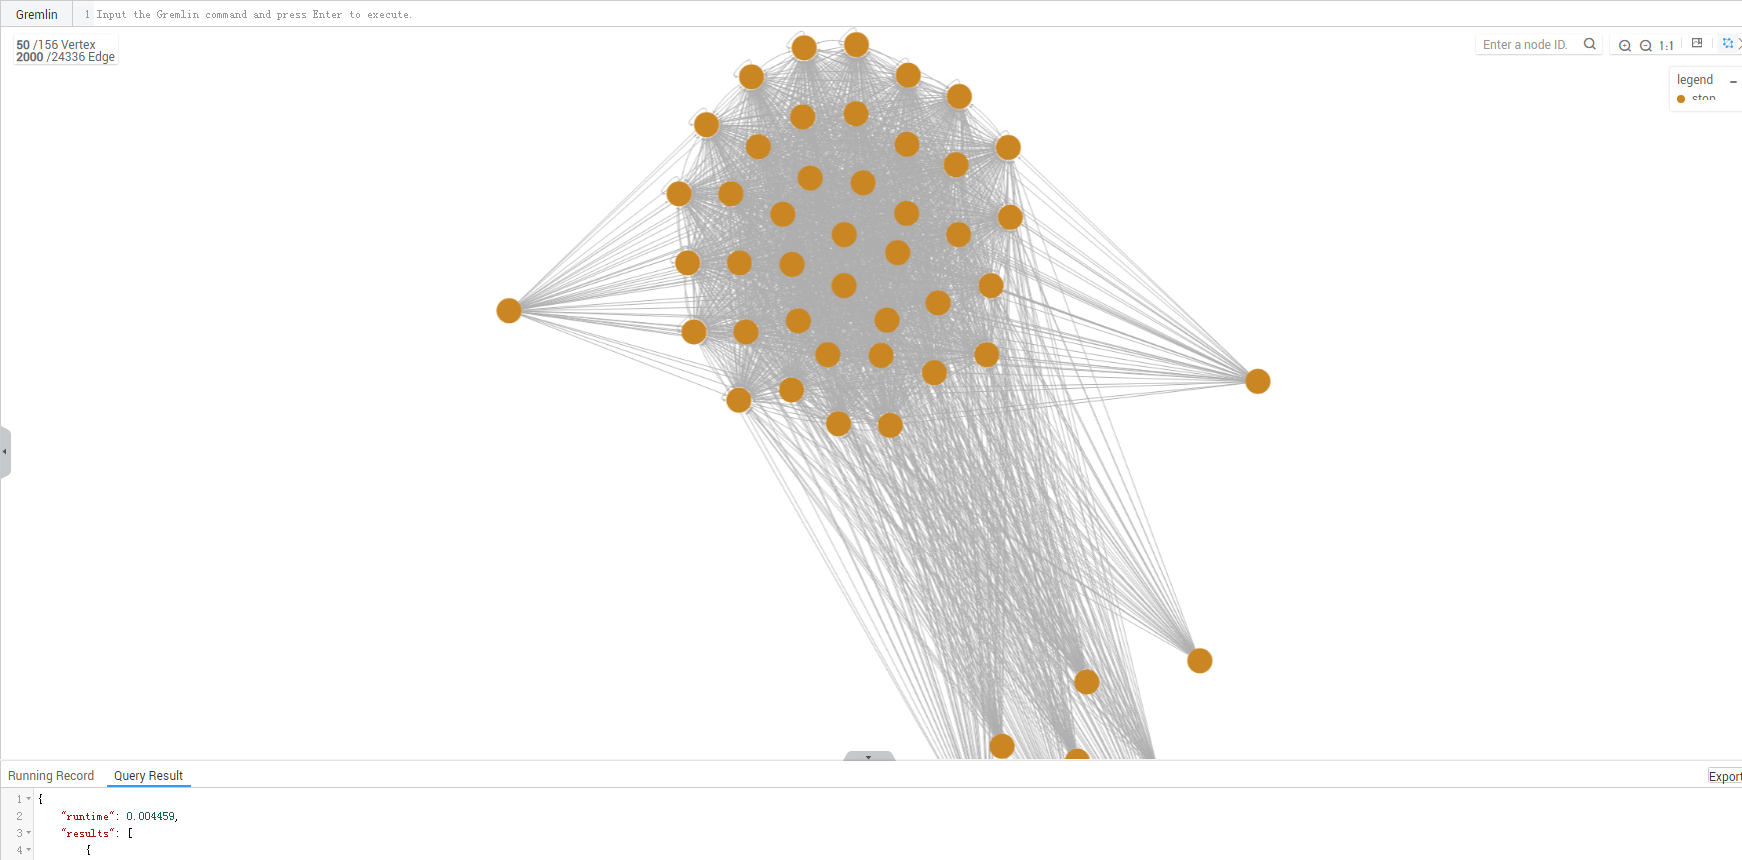 Gremlin
1 Input the Gremlin command and press Enter to execute.
50 /156 Vertex
2000 /24336 Edge
Enter a node ID.
1:1
legend
stop
Running Record
Query Result
Export
1 {
2 "runtime": 0.004459,
3 "results": [
4 {